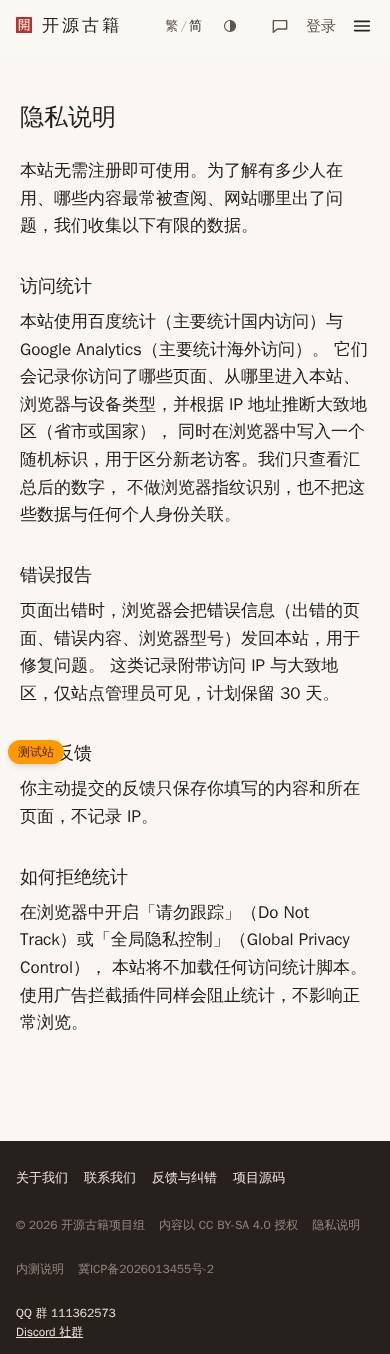 開 开源古籍 繁/简 登录
隐私说明
本站无需注册即可使用。为了解有多少人在
用、哪些内容最常被查阅、网站哪里出了问
题，我们收集以下有限的数据。
访问统计
本站使用百度统计（主要统计国内访问）与
Google Analytics（主要统计海外访问）。 它们
会记录你访问了哪些页面、从哪里进入本站、
浏览器与设备类型，并根据 IP 地址推断大致地
区（省市或国家）， 同时在浏览器中写入一个
随机标识，用于区分新老访客。我们只查看汇
总后的数字， 不做浏览器指纹识别，也不把这
些数据与任何个人身份关联。
错误报告
页面出错时，浏览器会把错误信息（出错的页
面、错误内容、浏览器型号）发回本站，用于
修复问题。 这类记录附带访问 IP 与大致地
区，仅站点管理员可见，计划保留 30 天。
测试站 反馈
你主动提交的反馈只保存你填写的内容和所在
页面，不记录 IP。
如何拒绝统计
在浏览器中开启「请勿跟踪」（Do Not
Track）或「全局隐私控制」（Global Privacy
Control）， 本站将不加载任何访问统计脚本。
使用广告拦截插件同样会阻止统计，不影响正
常浏览。
关于我们 联系我们 反馈与纠错 项目源码
© 2026 开源古籍项目组 内容以 CC BY-SA 4.0 授权 隐私说明
内测说明 冀ICP备2026013455号-2
QQ 群 111362573
Discord 社群